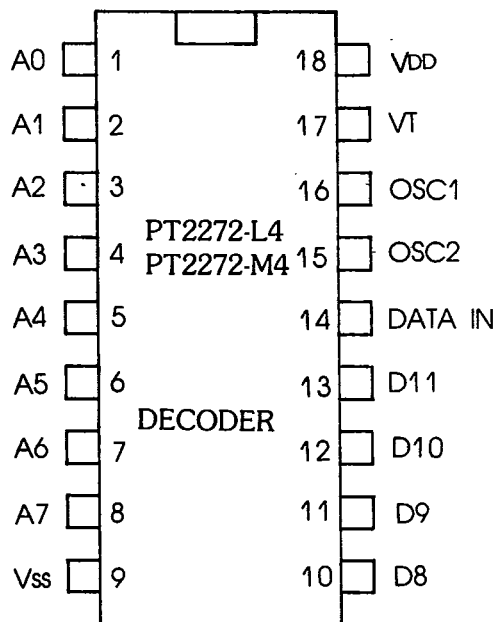 A0 1 18 VDD
A1 2 17 VT
A2 3 16 OSC1
PT2272-L4
A3 4 PT2272-M4 15 OSC2
A4 5 14 DATA IN
A5 6 13 D11
DECODER
A6 7 12 D10
A7 8 11 D9
Vss 9 10 D8